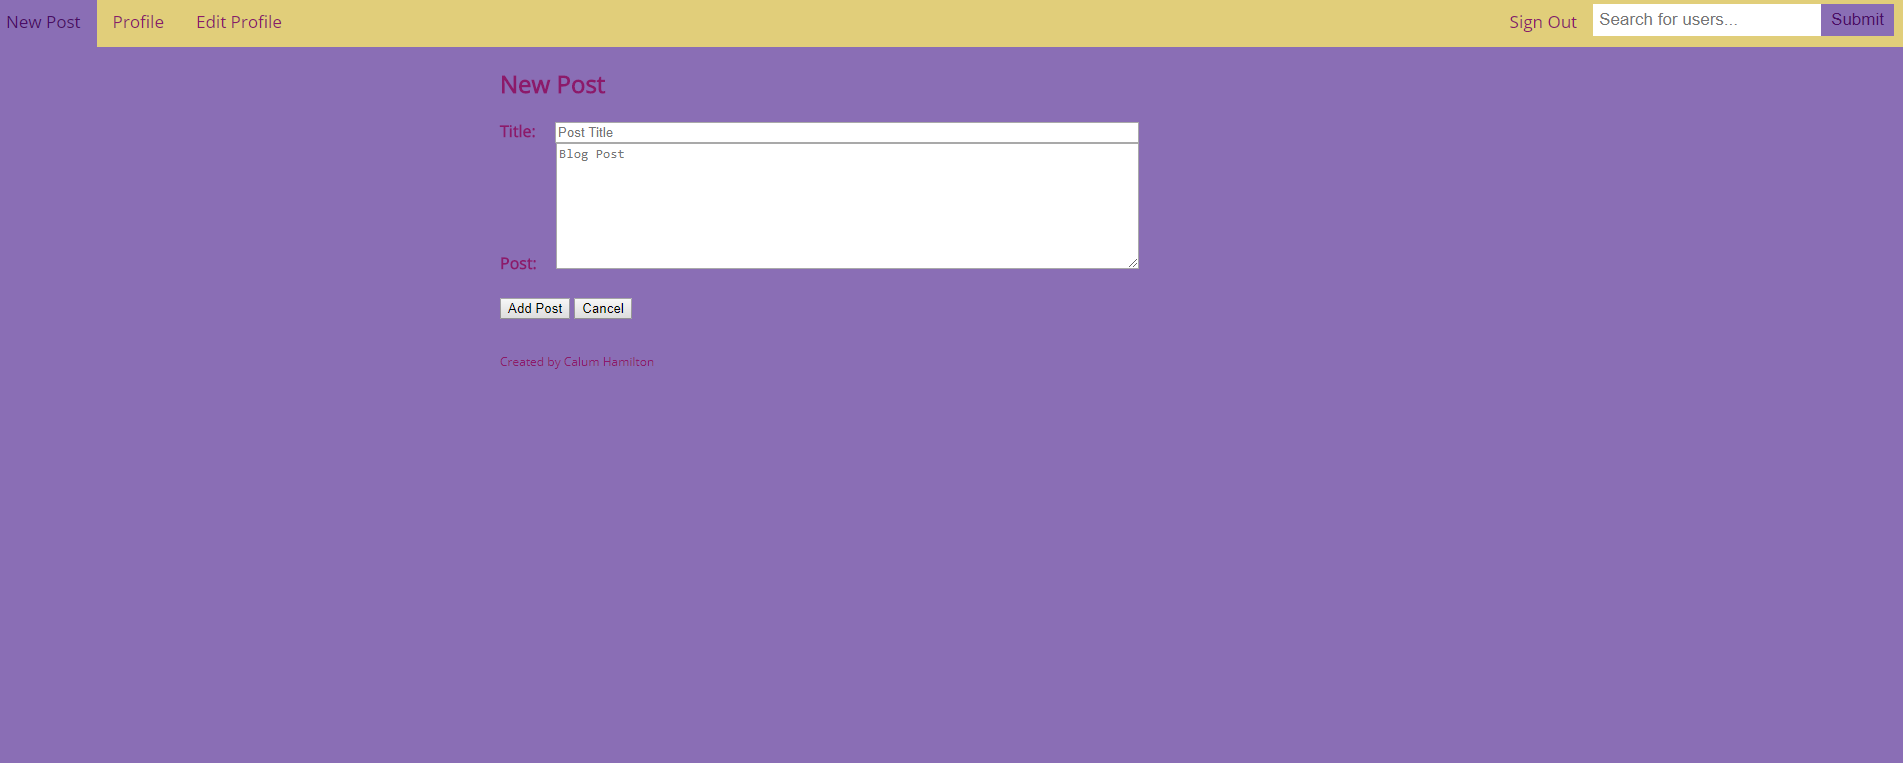 New Post Profile Edit Profile Sign Out Search for users... Submit
New Post
Title: Post Title
Blog Post
Post:
Add Post Cancel
Created by Calum Hamilton